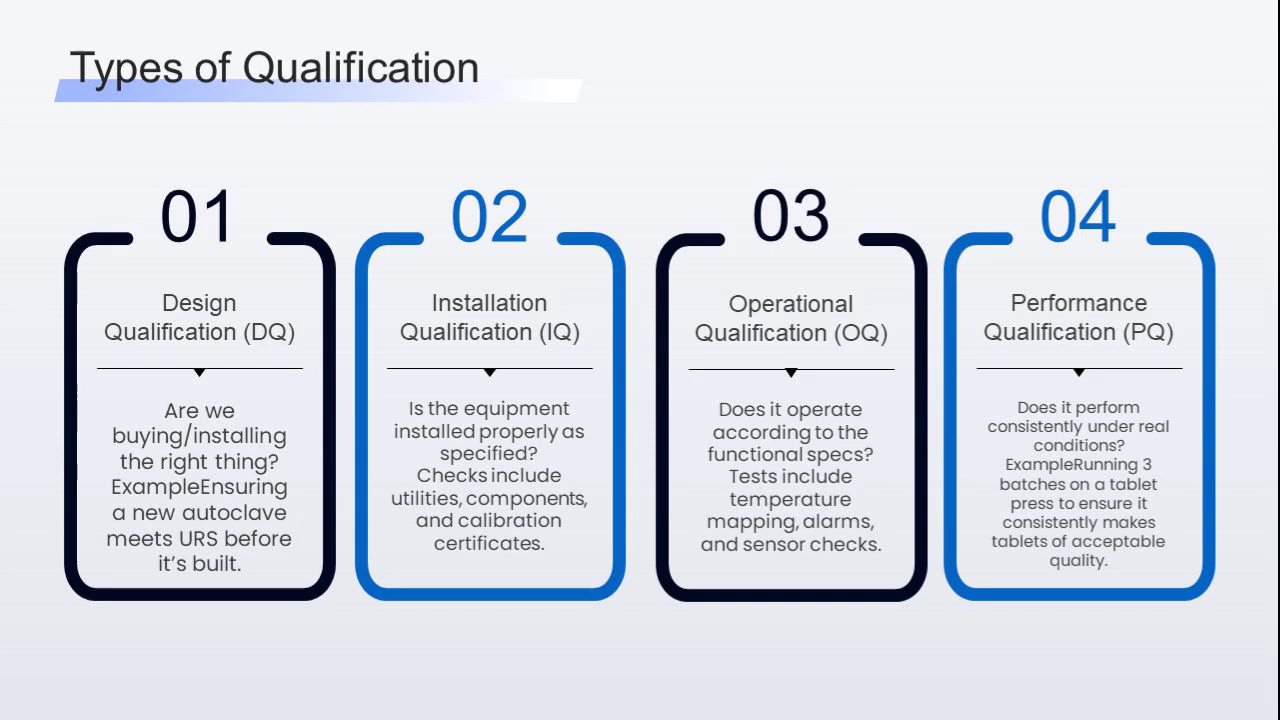 Types of Qualification
01
Design
Qualification (DQ)
Are we
buying/installing
the right thing?
ExampleEnsuring
a new autoclave
meets URS before
it’s built.
02
Installation
Qualification (IQ)
Is the equipment
installed properly as
specified?
Checks include
utilities, components,
and calibration
certificates.
03
Operational
Qualification (OQ)
Does it operate
according to the
functional specs?
Tests include
temperature
mapping, alarms,
and sensor checks.
04
Performance
Qualification (PQ)
Does it perform
consistently under real
conditions?
ExampleRunning 3
batches on a tablet
press to ensure it
consistently makes
tablets of acceptable
quality.